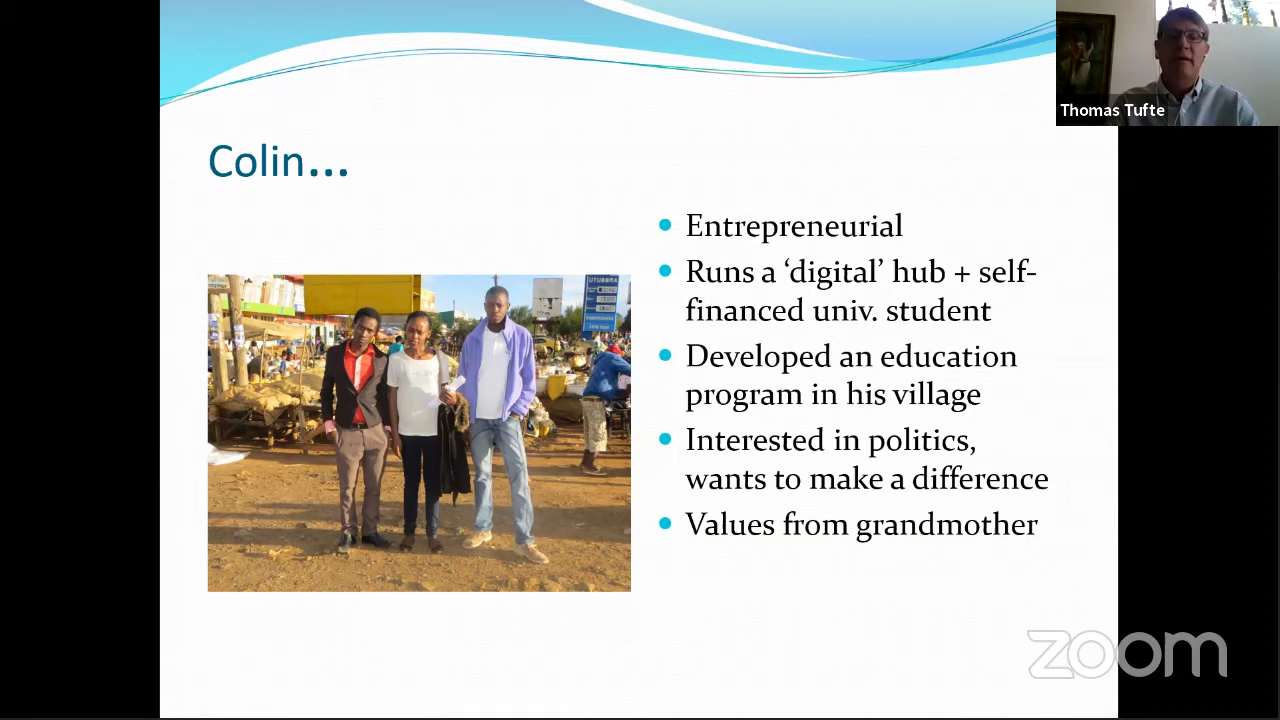 Thomas Tufte
Colin...
Entrepreneurial
Runs a ‘digital’ hub + self-
financed univ. student
Developed an education
program in his village
Interested in politics,
wants to make a difference
Values from grandmother
UTUBORA
zoom